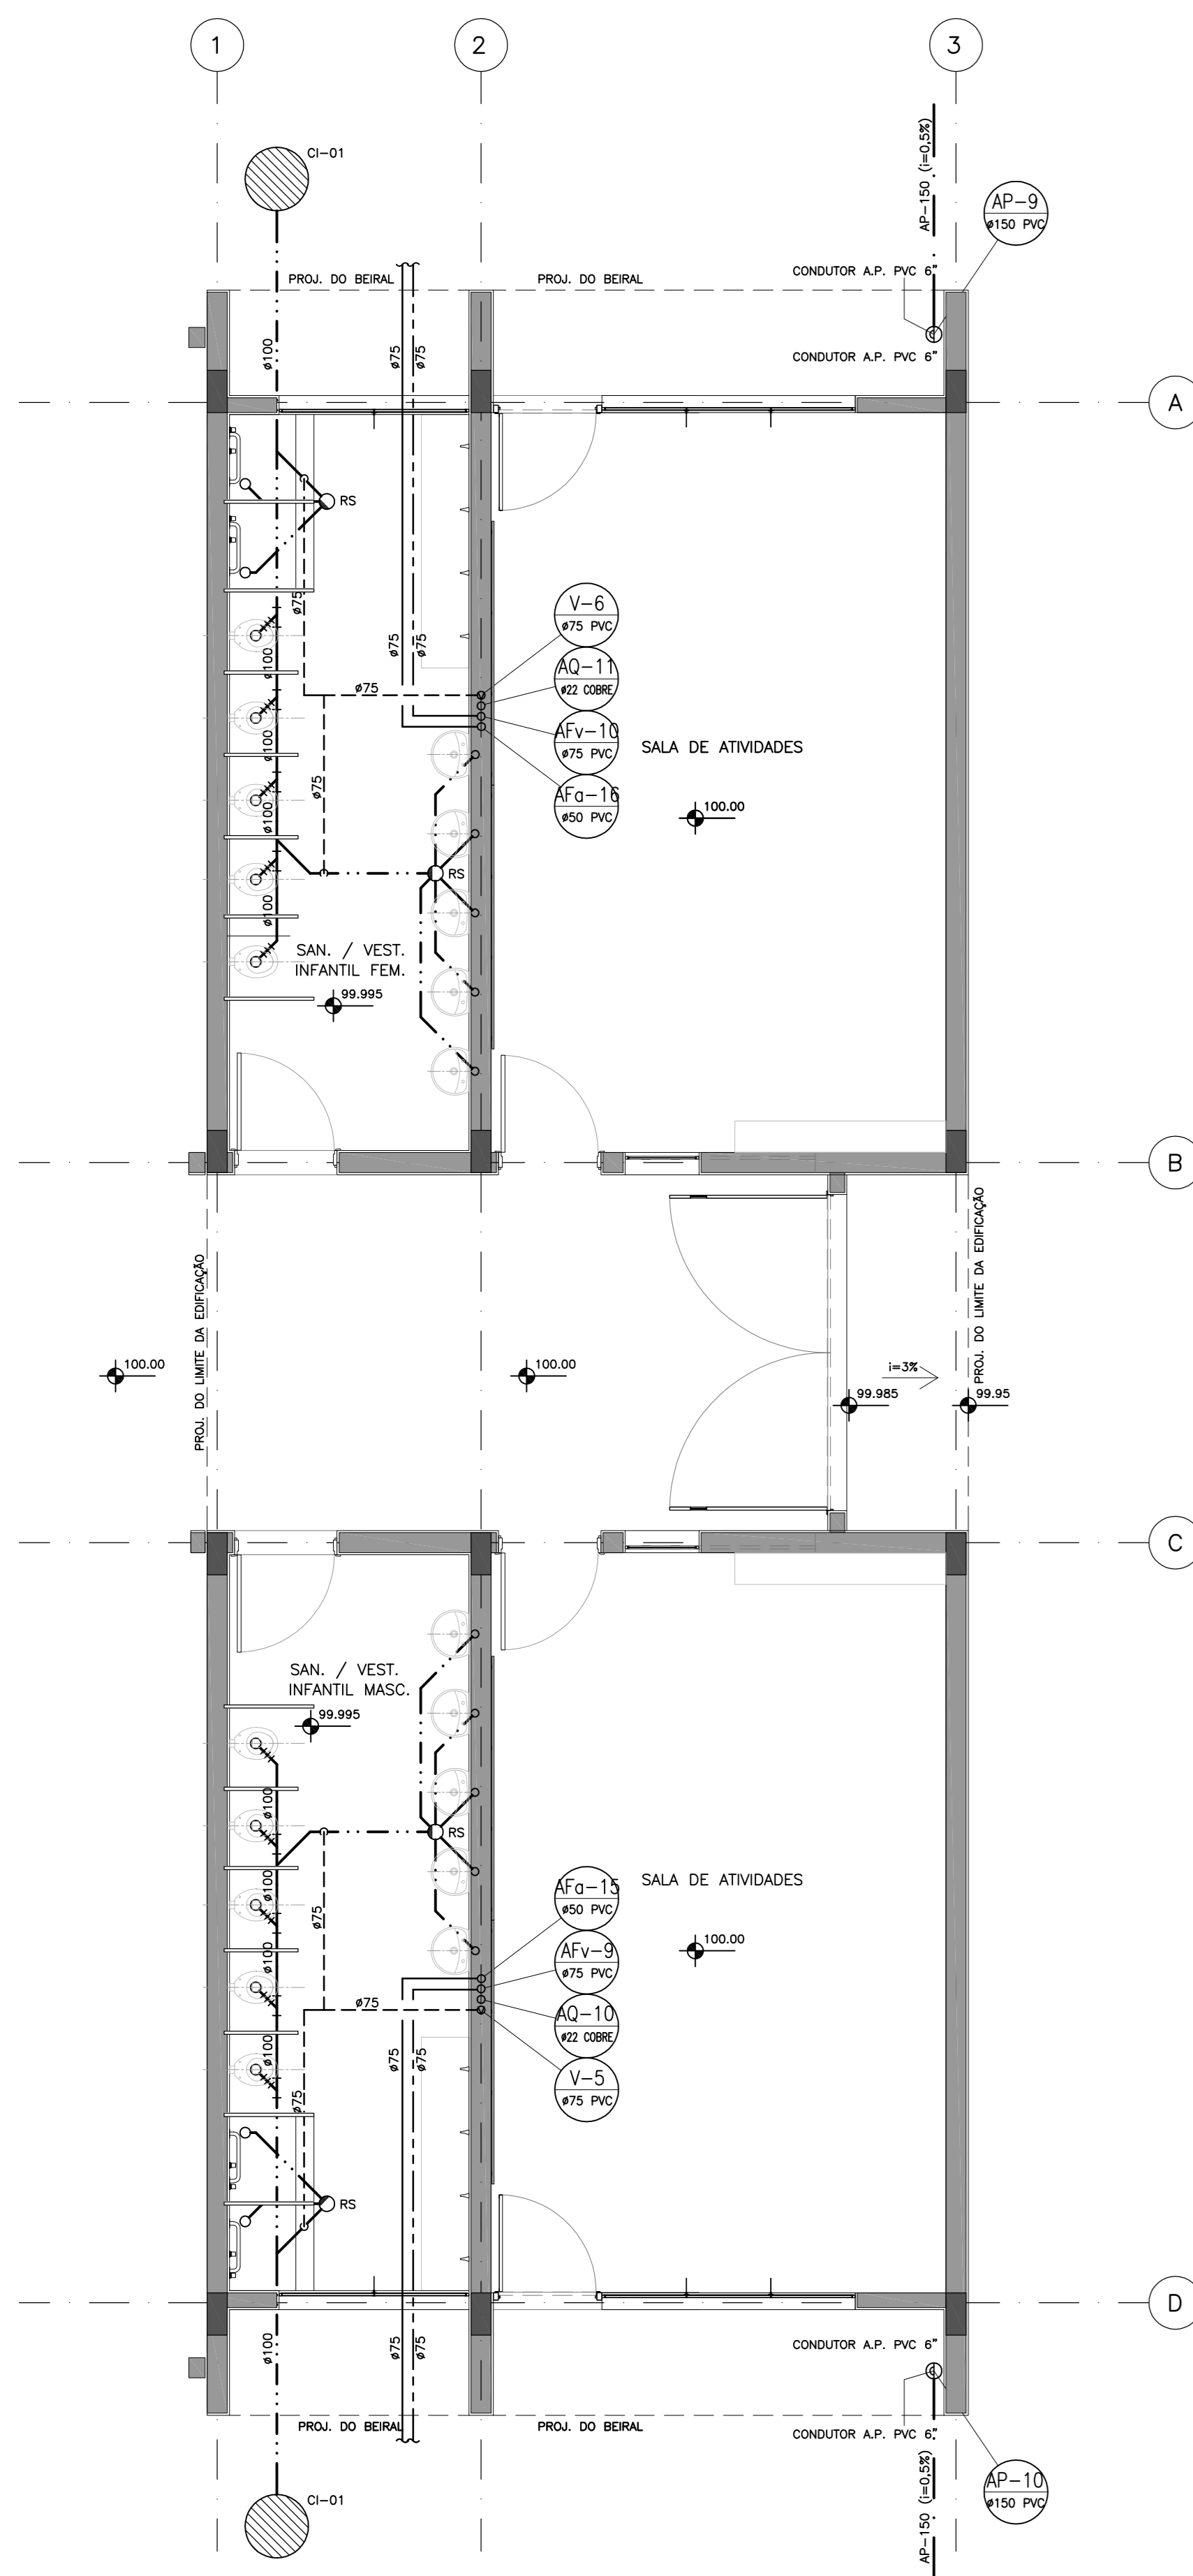 1
2
3
CI-01
AP-150 (i=0,5%)
AP-9
ø150 PVC
CONDUTOR A.P. PVC 6"
PROJ. DO BEIRAL
PROJ. DO BEIRAL
CONDUTOR A.P. PVC 6"
ø100
ø75
ø75
A
RS
ø75
ø75
ø75
V-6
ø75 PVC
ø100
AQ-11
ø22 COBRE
ø75
ø100
AFv-10
ø75 PVC
SALA DE ATIVIDADES
ø75
ø100
AFa-16
ø50 PVC
100.00
ø100
RS
ø100
SAN. / VEST.
INFANTIL FEM.
99.995
B
PROJ. DO LIMITE DA EDIFICAÇÃO
PROJ. DO LIMITE DA EDIFICAÇÃO
100.00
100.00
i=3%
99.985
99.95
C
SAN. / VEST.
INFANTIL MASC.
99.995
ø100
RS
AFa-15
ø50 PVC
SALA DE ATIVIDADES
ø100
ø75
AFv-9
ø75 PVC
100.00
ø100
ø75
AQ-10
ø22 COBRE
ø100
ø75
ø75
ø75
V-5
ø75 PVC
RS
D
ø100
ø75
ø75
CONDUTOR A.P. PVC 6"
PROJ. DO BEIRAL
PROJ. DO BEIRAL
CONDUTOR A.P. PVC 6"
CI-01
AP-150 (i=0,5%)
AP-10
ø150 PVC